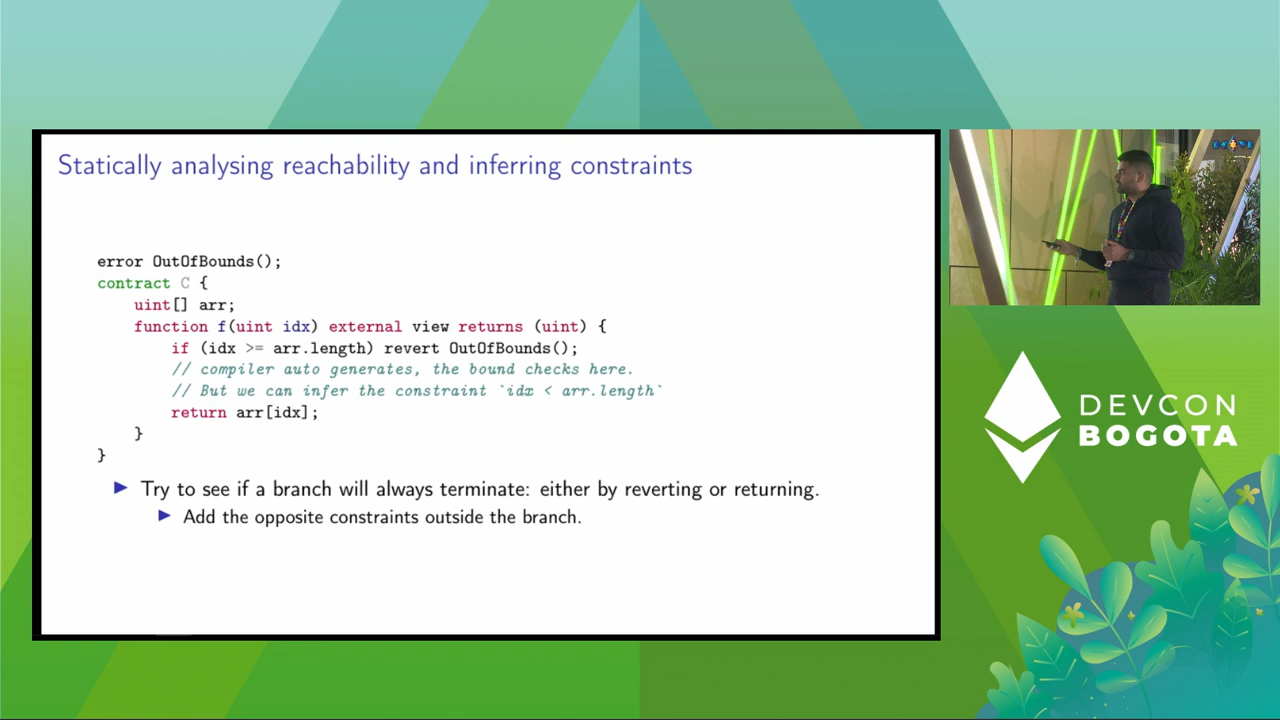 Statically analysing reachability and inferring constraints
error OutOfBounds();
contract C {
uint[] arr;
function f(uint idx) external view returns (uint) {
if (idx >= arr.length) revert OutOfBounds();
// compiler auto generates, the bound checks here.
// But we can infer the constraint `idx < arr.length`
return arr[idx];
}
}
Try to see if a branch will always terminate: either by reverting or returning.
Add the opposite constraints outside the branch.
DEVCON
BOGOTA